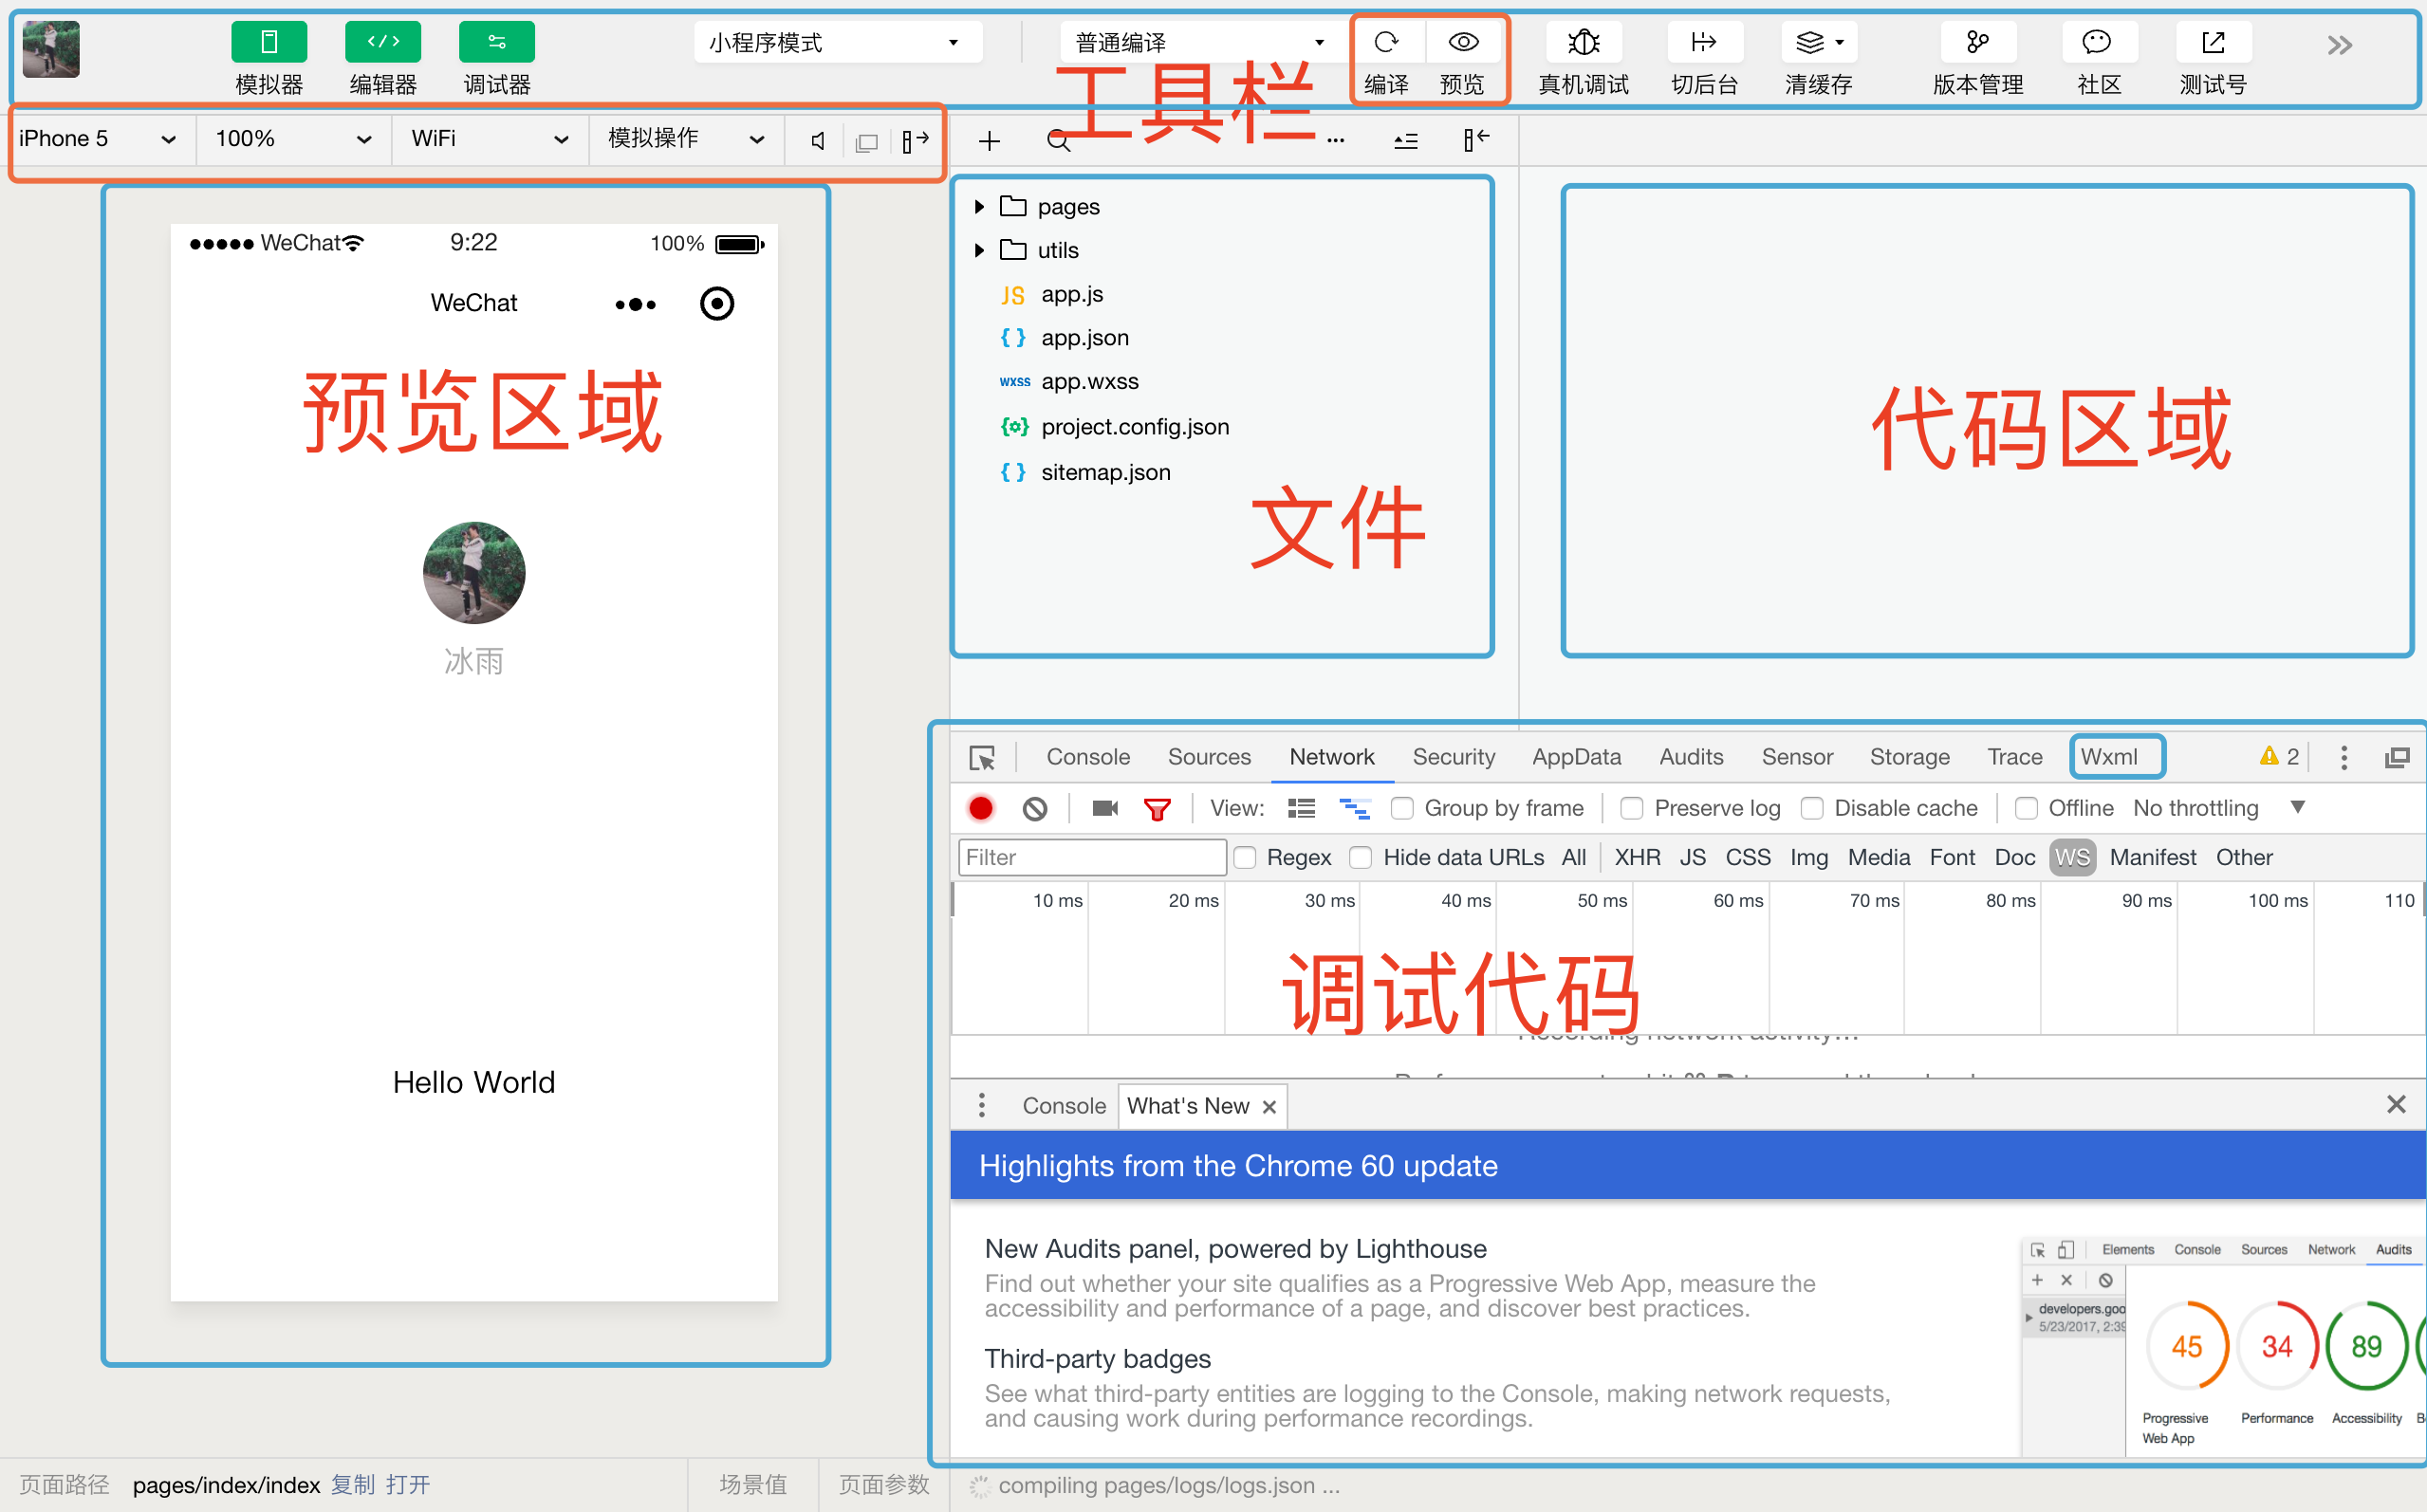 小程序模式
普通编译
模拟器 编辑器 调试器 编译 预览 真机调试 切后台 清缓存 版本管理 社区 测试号
工具栏
iPhone 5 100% WiFi 模拟操作
WeChat 9:22 100%
WeChat
预览区域
冰雨
Hello World
pages
utils
JS app.js
{ } app.json
wxss app.wxss
project.config.json
{ } sitemap.json
文件
代码区域
Console Sources Network Security AppData Audits Sensor Storage Trace Wxml 2
View: Group by frame Preserve log Disable cache Offline No throttling
Filter Regex Hide data URLs All XHR JS CSS Img Media Font Doc WS Manifest Other
10 ms 20 ms 30 ms 40 ms 50 ms 60 ms 70 ms 80 ms 90 ms 100 ms 110
调试代码
Recording network activity...
Console What's New
Highlights from the Chrome 60 update
New Audits panel, powered by Lighthouse
Find out whether your site qualifies as a Progressive Web App, measure the
accessibility and performance of a page, and discover best practices.
Third-party badges
See what third-party entities are logging to the Console, making network requests,
and causing work during performance recordings.
Elements Console Sources Network Audits
developers.goo
5/23/2017, 2:39
45 34 89
Progressive Performance Accessibility B
Web App
页面路径 pages/index/index 复制 打开 场景值 页面参数 compiling pages/logs/logs.json ...